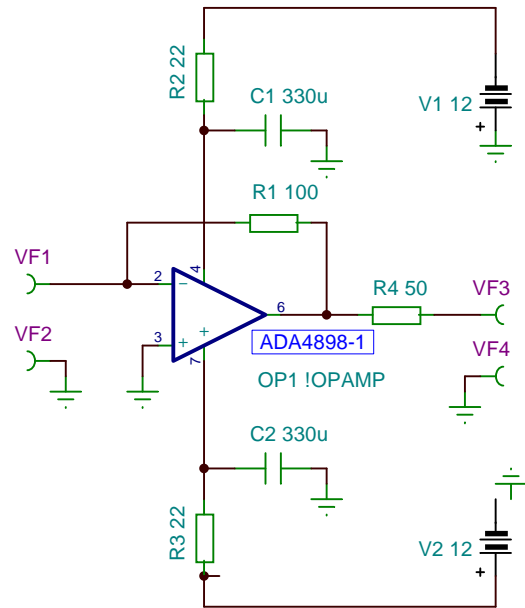 R2 22
C1 330u
V1 12
+
R1 100
VF1
2
−
4
6
R4 50
VF3
VF2
3
+
+
7
ADA4898-1
VF4
OP1 !OPAMP
C2 330u
R3 22
V2 12
+